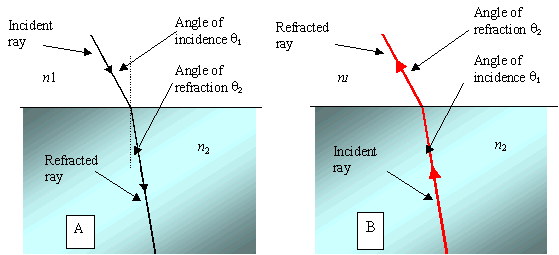 Incident
ray
Angle of
incidence θ1
n1
Angle of
refraction θ2
n2
Refracted
ray
A
Refracted
ray
Angle of
refraction θ2
nı
Angle of
incidence θ1
n2
Incident
ray
B